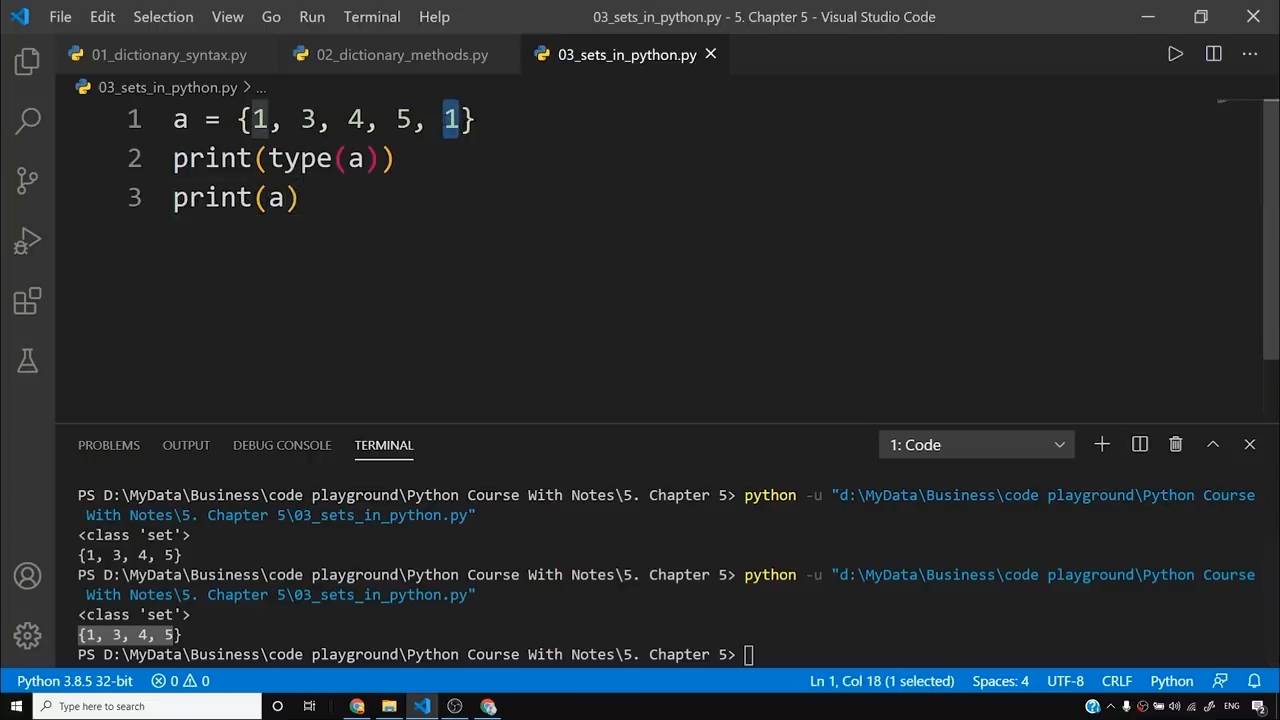 File Edit Selection View Go Run Terminal Help 03_sets_in_python.py - 5. Chapter 5 - Visual Studio Code
01_dictionary_syntax.py 02_dictionary_methods.py 03_sets_in_python.py
03_sets_in_python.py > ...
1 a = {1, 3, 4, 5, 1}
2 print(type(a))
3 print(a)
PROBLEMS OUTPUT DEBUG CONSOLE TERMINAL 1: Code
PS D:\MyData\Business\code playground\Python Course With Notes\5. Chapter 5> python -u "d:\MyData\Business\code playground\Python Course
With Notes\5. Chapter 5\03_sets_in_python.py"
<class 'set'>
{1, 3, 4, 5}
PS D:\MyData\Business\code playground\Python Course With Notes\5. Chapter 5> python -u "d:\MyData\Business\code playground\Python Course
With Notes\5. Chapter 5\03_sets_in_python.py"
<class 'set'>
{1, 3, 4, 5}
PS D:\MyData\Business\code playground\Python Course With Notes\5. Chapter 5>
Python 3.8.5 32-bit 0 0 Ln 1, Col 18 (1 selected) Spaces: 4 UTF-8 CRLF Python
Type here to search ENG 2